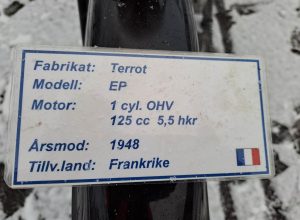 Fabrikat: Terrot
Modell: EP
Motor: 1 cyl. OHV
125 cc 5,5 hkr
Årsmod: 1948
Tillv.land: Frankrike